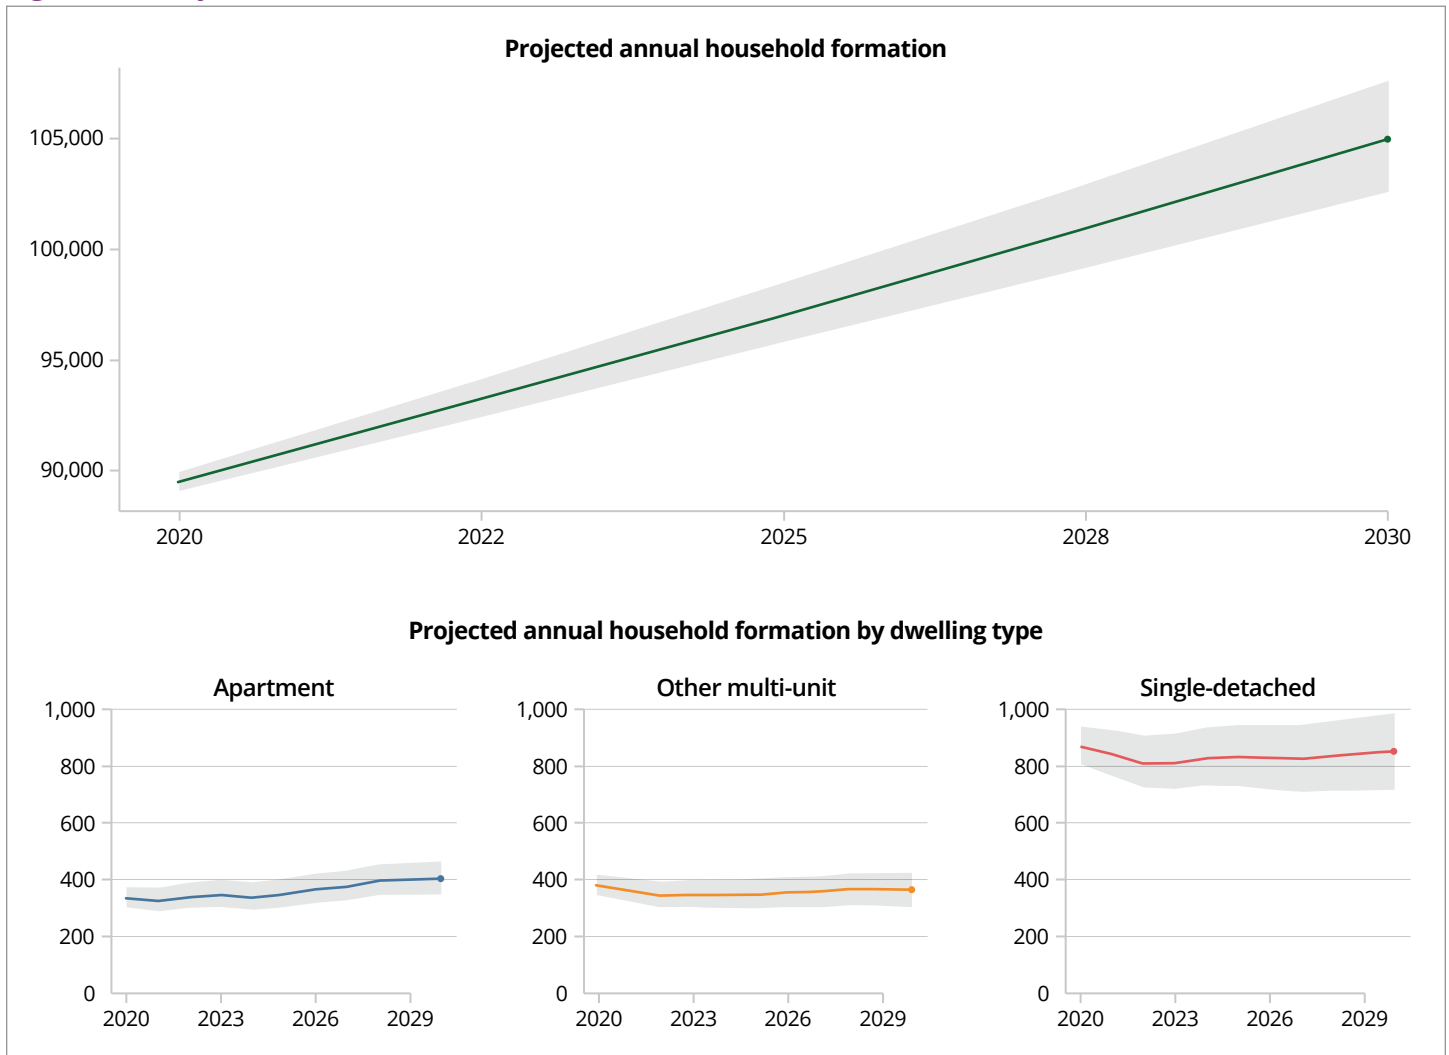 Projected annual household formation
105,000
100,000
95,000
90,000
2020 2022 2025 2028 2030
Projected annual household formation by dwelling type
Apartment
1,000
800
600
400
200
0
2020 2023 2026 2029
Other multi-unit
1,000
800
600
400
200
0
2020 2023 2026 2029
Single-detached
1,000
800
600
400
200
0
2020 2023 2026 2029